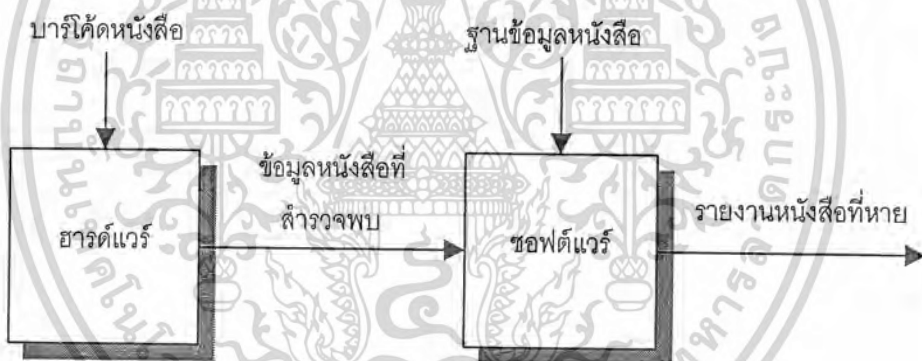 บาร์โค้ดหนังสือ
ฐานข้อมูลหนังสือ
ข้อมูลหนังสือที่
สำรวจพบ
ฮารด์แวร์
ซอฟต์แวร์
รายงานหนังสือที่หาย